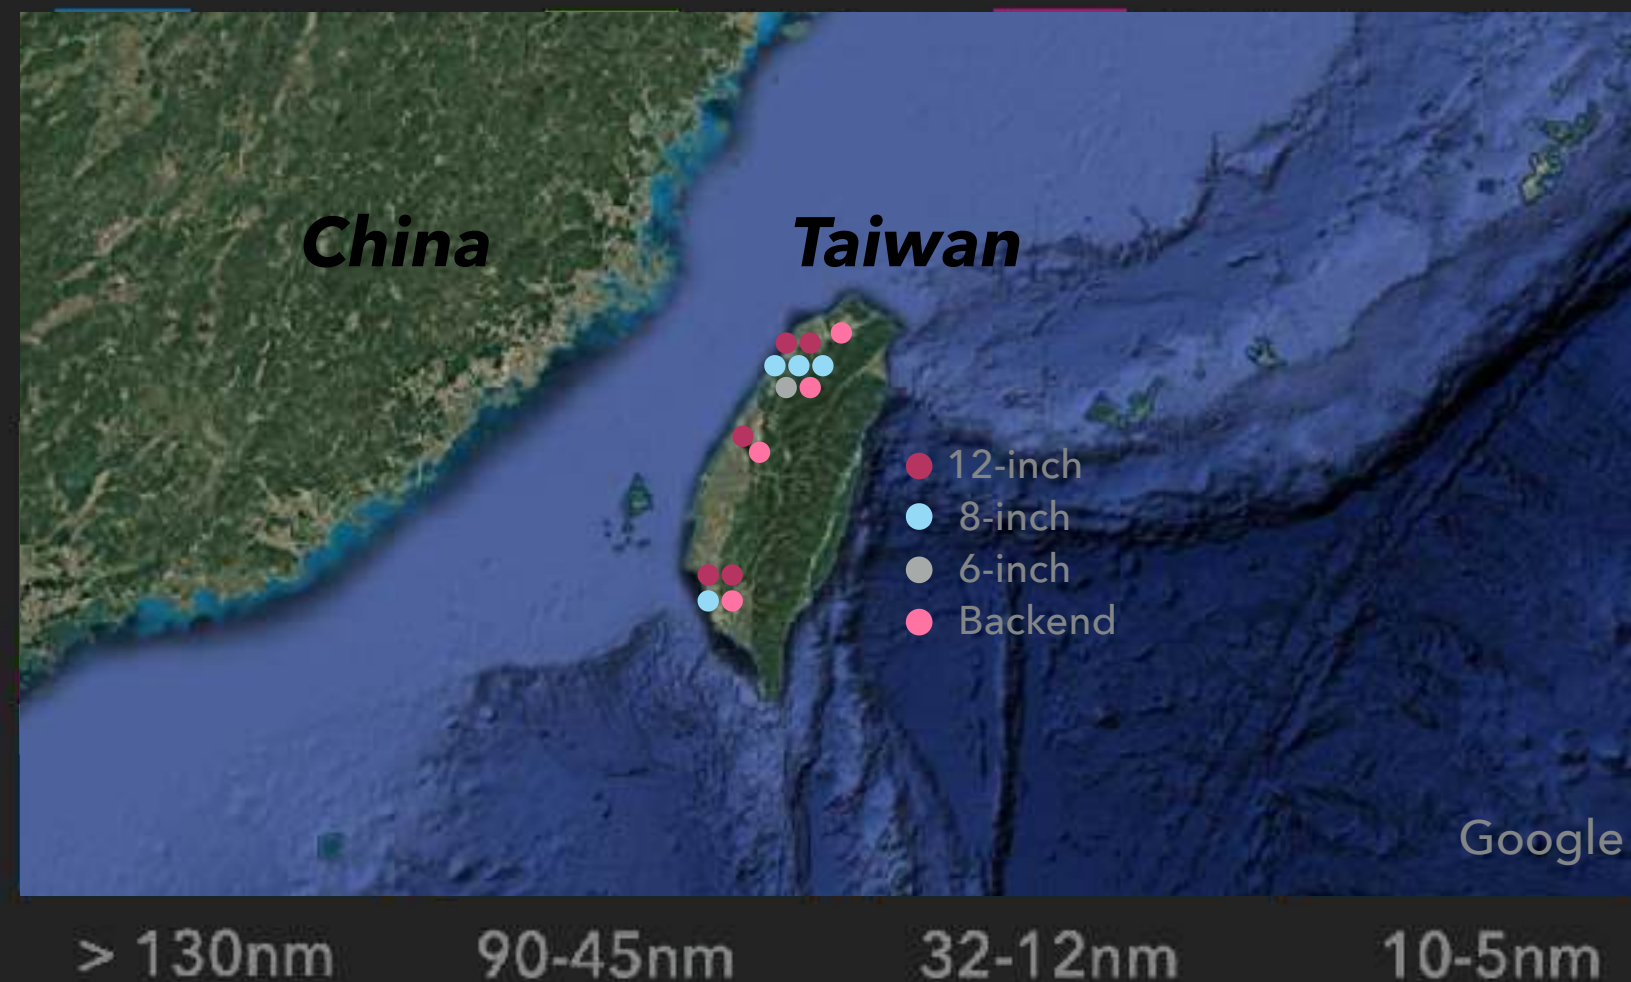 China
Taiwan
12-inch
8-inch
6-inch
Backend
Google
> 130nm
90-45nm
32-12nm
10-5nm